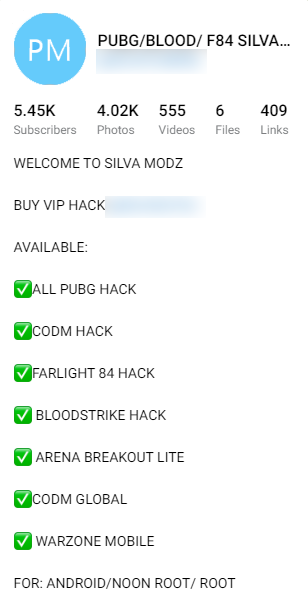 PM
PUBG/BLOOD/ F84 SILVA...
5.45K 4.02K 555 6 409
Subscribers Photos Videos Files Links
WELCOME TO SILVA MODZ
BUY VIP HACK
AVAILABLE:
✅ALL PUBG HACK
✅CODM HACK
✅FARLIGHT 84 HACK
✅ BLOODSTRIKE HACK
✅ ARENA BREAKOUT LITE
✅CODM GLOBAL
✅ WARZONE MOBILE
FOR: ANDROID/NOON ROOT/ ROOT